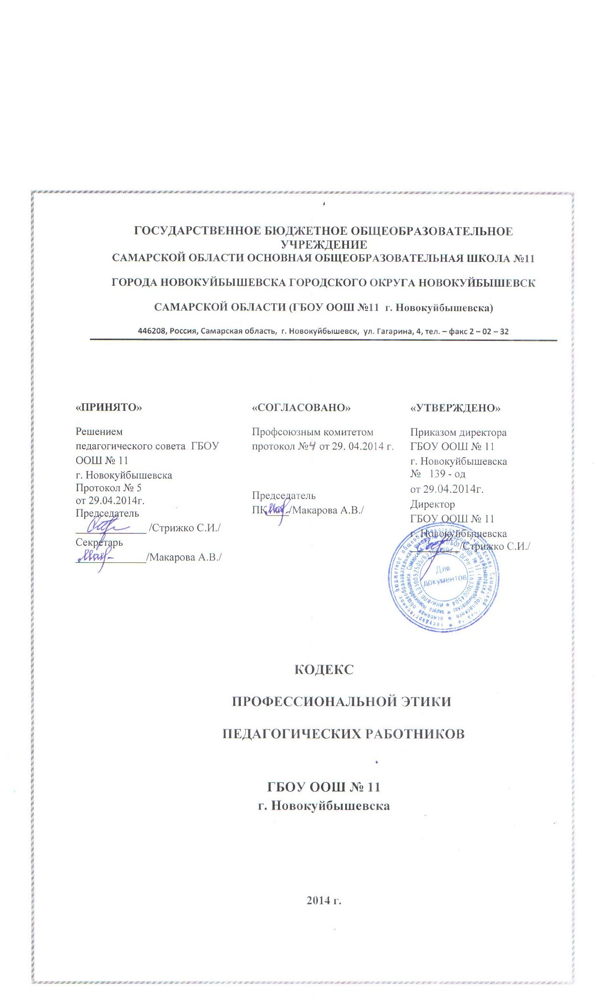 ГОСУДАРСТВЕННОЕ БЮДЖЕТНОЕ ОБЩЕОБРАЗОВАТЕЛЬНОЕ
УЧРЕЖДЕНИЕ
САМАРСКОЙ ОБЛАСТИ ОСНОВНАЯ ОБЩЕОБРАЗОВАТЕЛЬНАЯ ШКОЛА №11
ГОРОДА НОВОКУЙБЫШЕВСКА ГОРОДСКОГО ОКРУГА НОВОКУЙБЫШЕВСК
САМАРСКОЙ ОБЛАСТИ (ГБОУ ООШ №11 г. Новокуйбышевска)
446208, Россия, Самарская область, г. Новокуйбышевск, ул. Гагарина, 4, тел. – факс 2 – 02 – 32
«ПРИНЯТО»
Решением
педагогического совета ГБОУ
ООШ № 11
г. Новокуйбышевска
Протокол № 5
от 29.04.2014г.
Председатель
/Стрижко С.И./
Секретарь
/Макарова А.В./
«СОГЛАСОВАНО»
Профсоюзным комитетом
протокол №4 от 29. 04.2014 г.
Председатель
ПК /Макарова А.В./
«УТВЕРЖДЕНО»
Приказом директора
ГБОУ ООШ № 11
г. Новокуйбышевска
№ 139 - од
от 29.04.2014г.
Директор
ГБОУ ООШ № 11
г. Новокуйбышевска
/Стрижко С.И./
Для
документов
КОДЕКС
ПРОФЕССИОНАЛЬНОЙ ЭТИКИ
ПЕДАГОГИЧЕСКИХ РАБОТНИКОВ
ГБОУ ООШ № 11
г. Новокуйбышевска
2014 г.